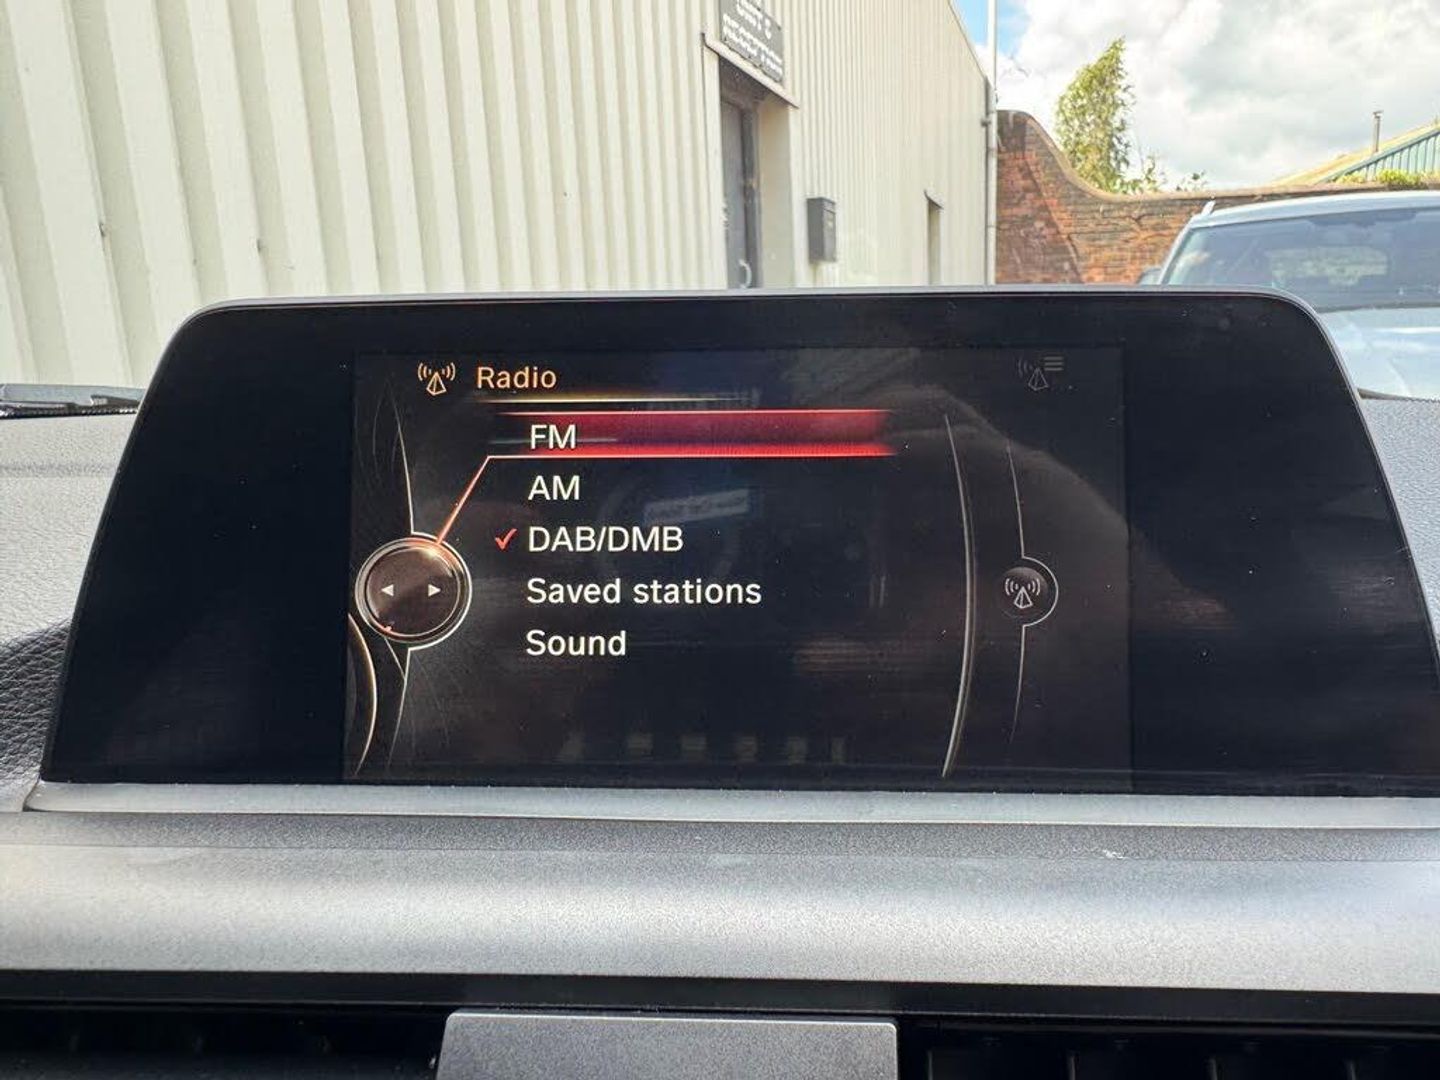 Radio
FM
AM
DAB/DMB
Saved stations
Sound